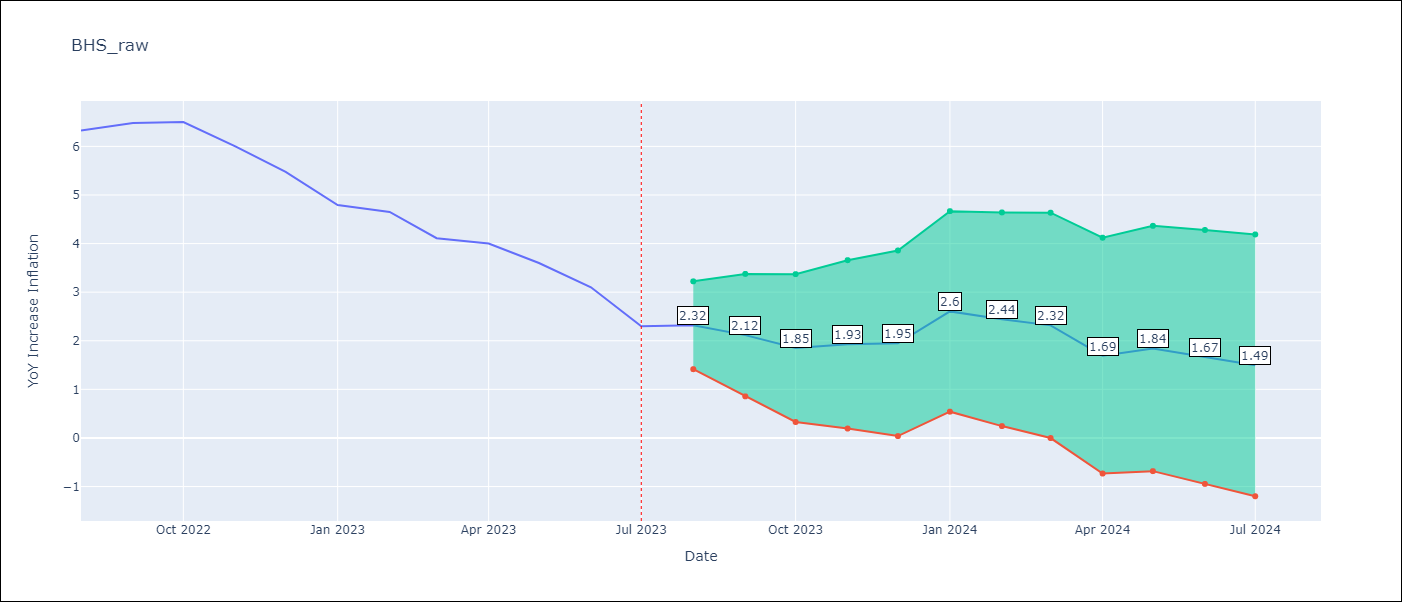 BHS_raw
YoY Increase Inflation
6
5
4
3
2
1
0
−1
2.32
2.12
1.85
1.93
1.95
2.6
2.44
2.32
1.69
1.84
1.67
1.49
Oct 2022
Jan 2023
Apr 2023
Jul 2023
Oct 2023
Jan 2024
Apr 2024
Jul 2024
Date